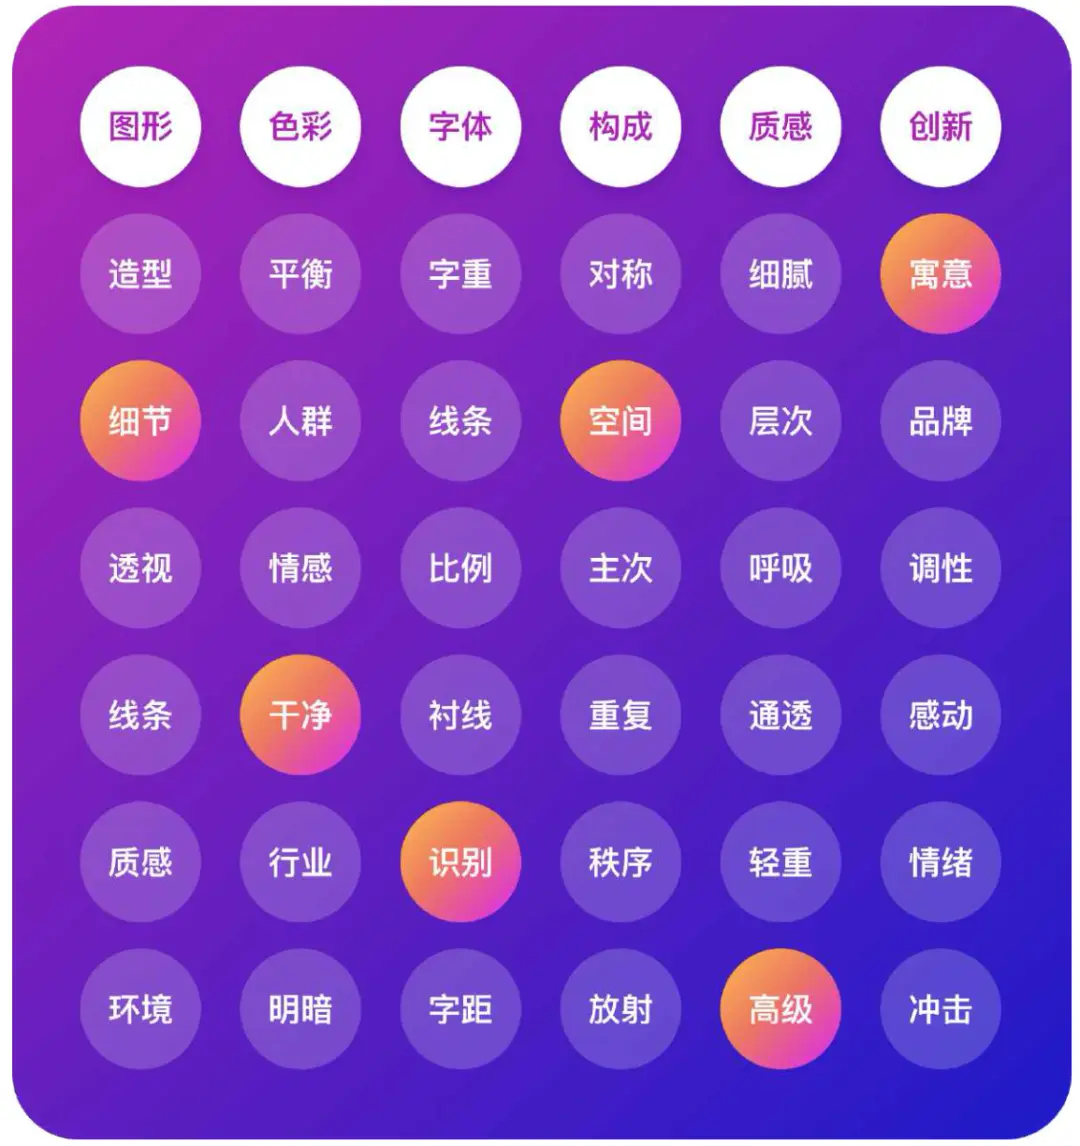 图形 色彩 字体 构成 质感 创新
造型 平衡 字重 对称 细腻 寓意
细节 人群 线条 空间 层次 品牌
透视 情感 比例 主次 呼吸 调性
线条 干净 衬线 重复 通透 感动
质感 行业 识别 秩序 轻重 情绪
环境 明暗 字距 放射 高级 冲击